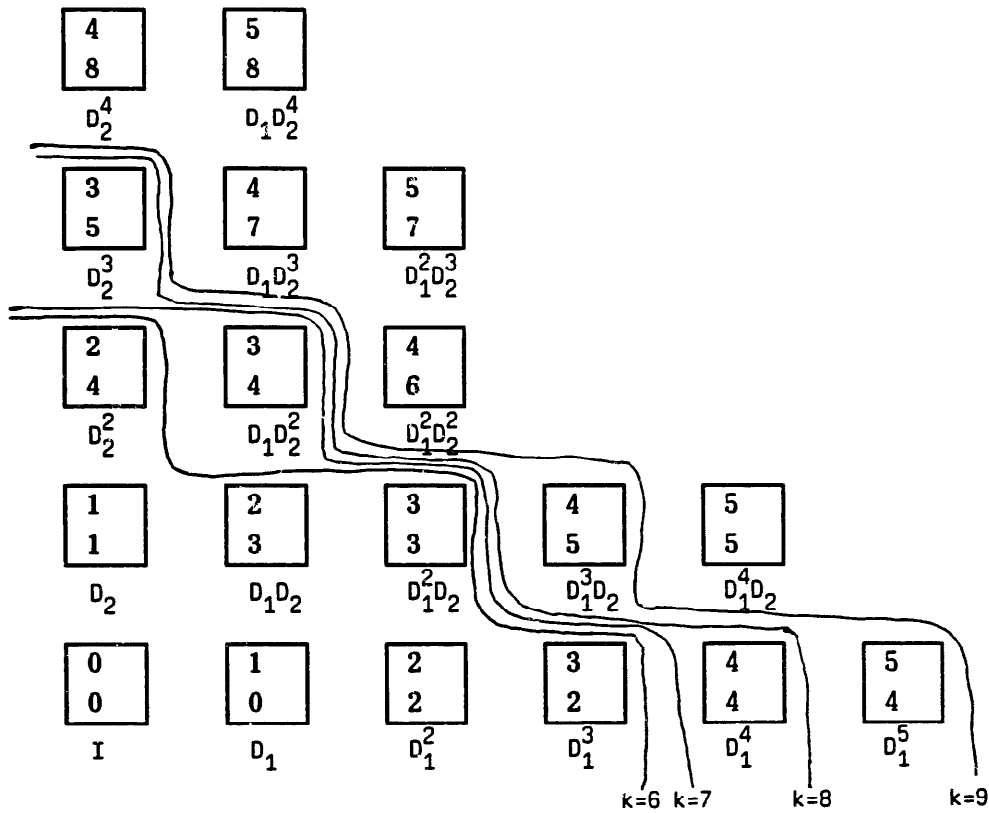 4 5
8 8
D_2^4 D_1D_2^4
3 4 5
5 7 7
D_2^3 D_1D_2^3 D_1^2D_2^3
2 3 4
4 4 6
D_2^2 D_1D_2^2 D_1^2D_2^2
1 2 3 4 5
1 3 3 5 5
D_2 D_1D_2 D_1^2D_2 D_1^3D_2 D_1^4D_2
0 1 2 3 4 5
0 0 2 2 4 4
I D_1 D_1^2 D_1^3 D_1^4 D_1^5
k=6 k=7 k=8 k=9